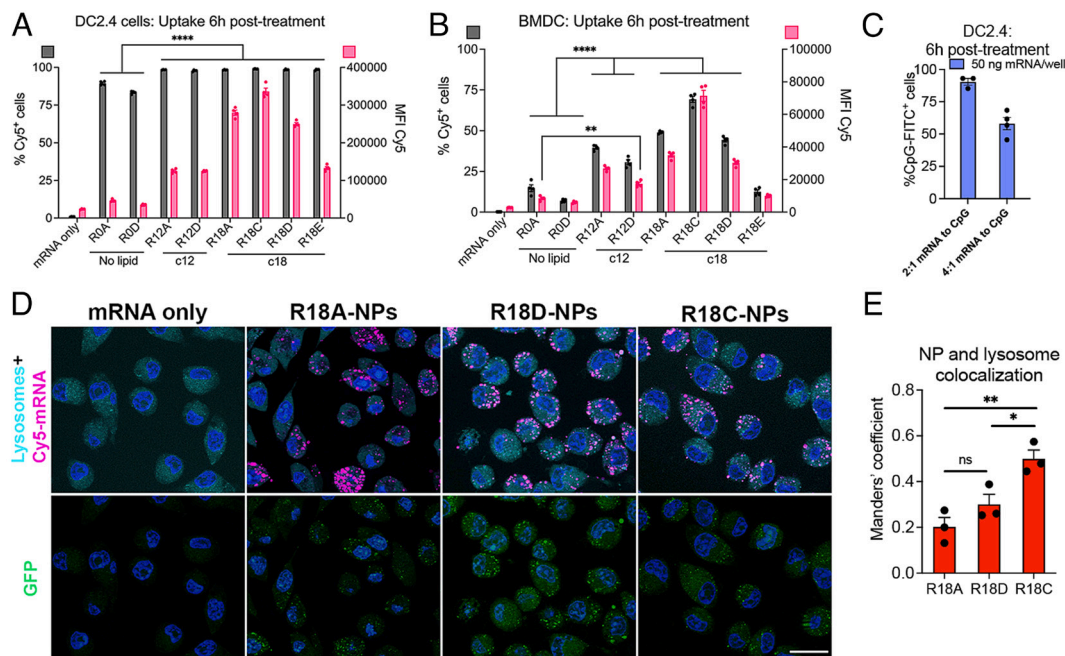 A
DC2.4 cells: Uptake 6h post-treatment
****
% Cy5+ cells
100
75
50
25
0
400000
300000
200000
100000
0
MFI Cy5
mRNA only
R0A
R0D
R12A
R12D
R18A
R18C
R18D
R18E
No lipid
c12
c18
B
BMDC: Uptake 6h post-treatment
****
**
% Cy5+ cells
100
75
50
25
0
100000
80000
60000
40000
20000
0
MFI Cy5
mRNA only
R0A
R0D
R12A
R12D
R18A
R18C
R18D
R18E
No lipid
c12
c18
C
DC2.4:
6h post-treatment
50 ng mRNA/well
%CpG-FITC+ cells
100
50
0
2:1 mRNA to CpG
4:1 mRNA to CpG
D
mRNA only
R18A-NPs
R18D-NPs
R18C-NPs
Lysosomes+
Cy5-mRNA
GFP
E
NP and lysosome
colocalization
**
*
ns
Manders' coefficient
0.8
0.6
0.4
0.2
0.0
R18A
R18D
R18C